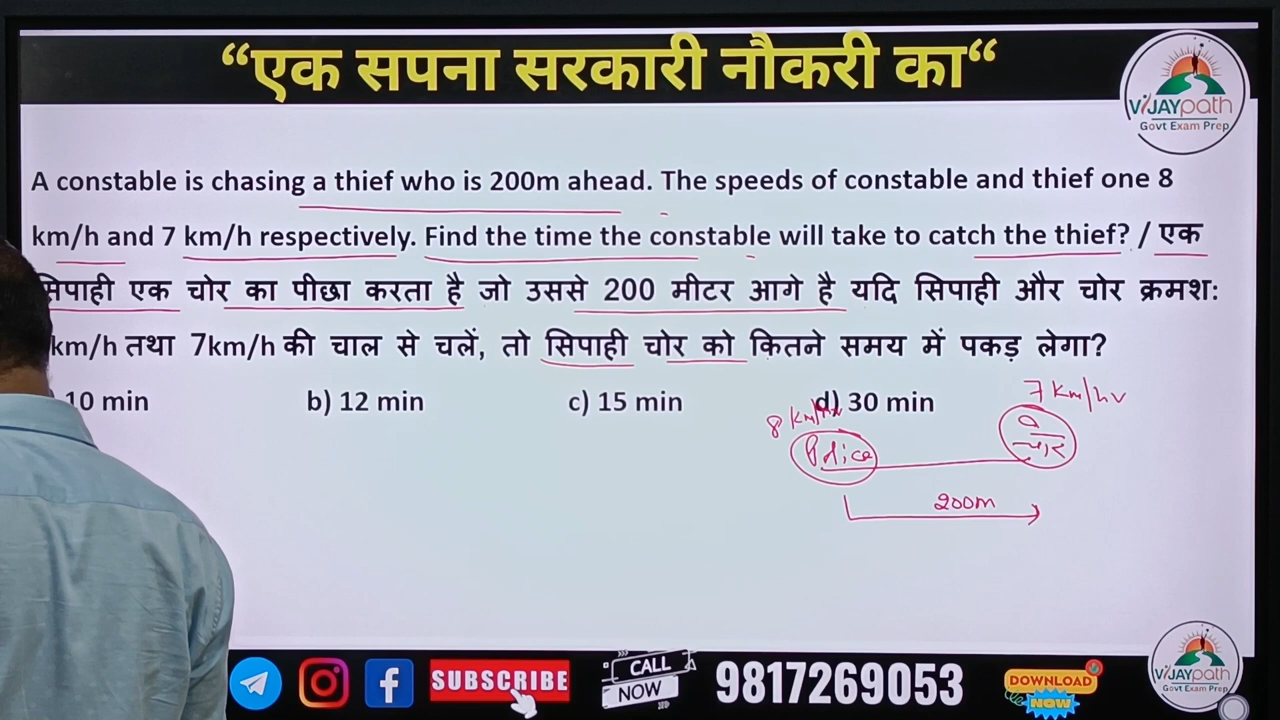 “एक सपना सरकारी नौकरी का“
VIJAYpath
Govt Exam Prep
A constable is chasing a thief who is 200m ahead. The speeds of constable and thief one 8
km/h and 7 km/h respectively. Find the time the constable will take to catch the thief? / एक
सिपाही एक चोर का पीछा करता है जो उससे 200 मीटर आगे है यदि सिपाही और चोर क्रमश:
km/h तथा 7km/h की चाल से चलें, तो सिपाही चोर को कितने समय में पकड़ लेगा?
) 10 min b) 12 min c) 15 min d) 30 min
7 Km/hr
8 Km/hr
Police
चोर
200m
SUBSCRIBE
CALL
NOW
9817269053
DOWNLOAD
NOW
VIJAYpath
Govt Exam Prep